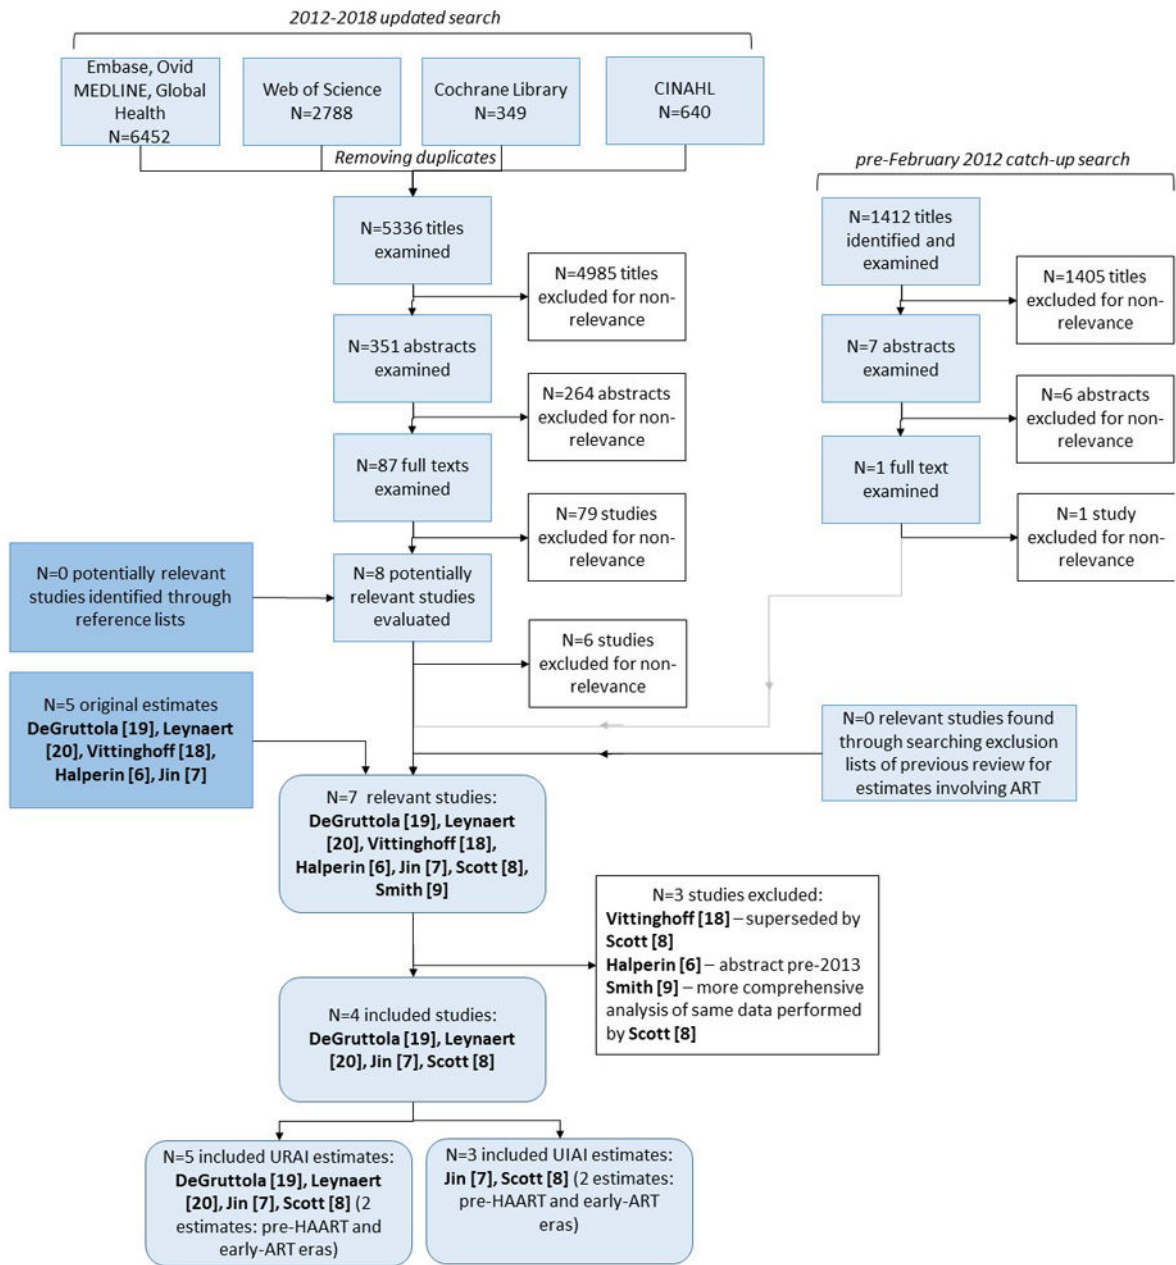 2012-2018 updated search
Embase, Ovid
MEDLINE, Global
Health
N=6452
Web of Science
N=2788
Cochrane Library
N=349
CINAHL
N=640
Removing duplicates
N=5336 titles
examined
N=4985 titles
excluded for non-
relevance
N=351 abstracts
examined
N=264 abstracts
excluded for non-
relevance
N=87 full texts
examined
N=79 studies
excluded for non-
relevance
pre-February 2012 catch-up search
N=1412 titles
identified and
examined
N=1405 titles
excluded for non-
relevance
N=7 abstracts
examined
N=6 abstracts
excluded for non-
relevance
N=1 full text
examined
N=1 study
excluded for non-
relevance
N=0 potentially relevant
studies identified through
reference lists
N=8 potentially
relevant studies
evaluated
N=6 studies
excluded for non-
relevance
N=5 original estimates
DeGruttola [19], Leynaert
[20], Vittinghoff [18],
Halperin [6], Jin [7]
N=0 relevant studies found
through searching exclusion
lists of previous review for
estimates involving ART
N=7 relevant studies:
DeGruttola [19], Leynaert
[20], Vittinghoff [18],
Halperin [6], Jin [7], Scott [8],
Smith [9]
N=3 studies excluded:
Vittinghoff [18] – superseded by
Scott [8]
Halperin [6] – abstract pre-2013
Smith [9] – more comprehensive
analysis of same data performed
by Scott [8]
N=4 included studies:
DeGruttola [19], Leynaert
[20], Jin [7], Scott [8]
N=5 included URAI estimates:
DeGruttola [19], Leynaert
[20], Jin [7], Scott [8] (2
estimates: pre-HAART and
early-ART eras)
N=3 included UIAI estimates:
Jin [7], Scott [8] (2 estimates:
pre-HAART and early-ART
eras)